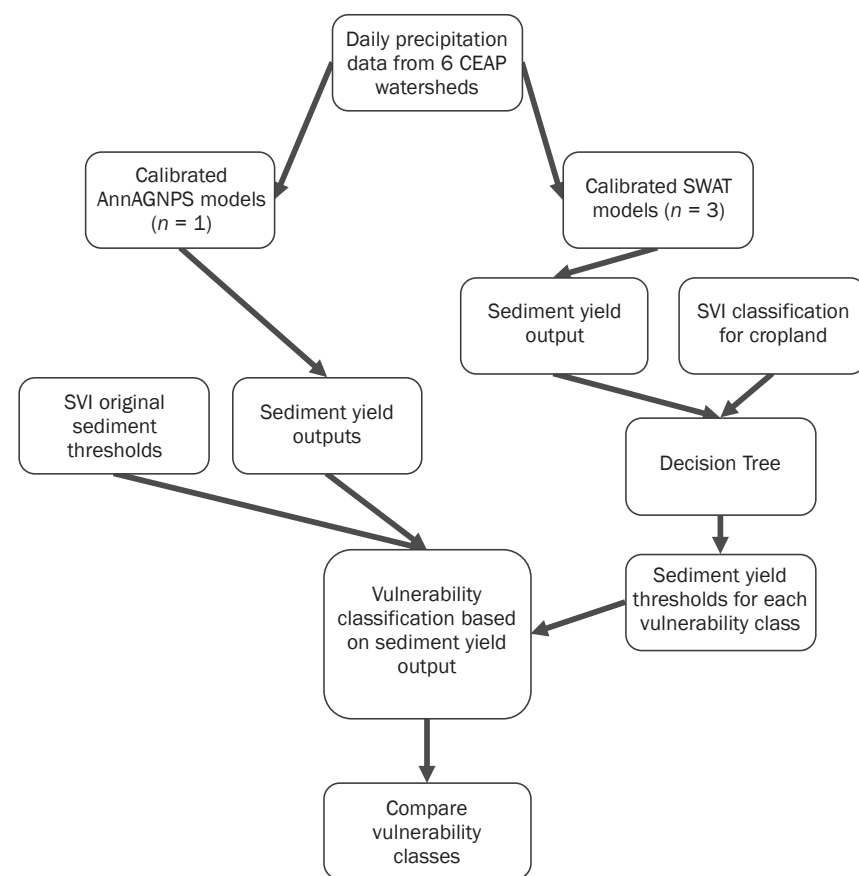 Daily precipitation
data from 6 CEAP
watersheds
Calibrated
AnnAGNPS models
(n = 1)
Calibrated SWAT
models (n = 3)
Sediment yield
output
SVI classification
for cropland
SVI original
sediment
thresholds
Sediment yield
outputs
Decision Tree
Vulnerability
classification based
on sediment yield
output
Sediment yield
thresholds for each
vulnerability class
Compare
vulnerability
classes